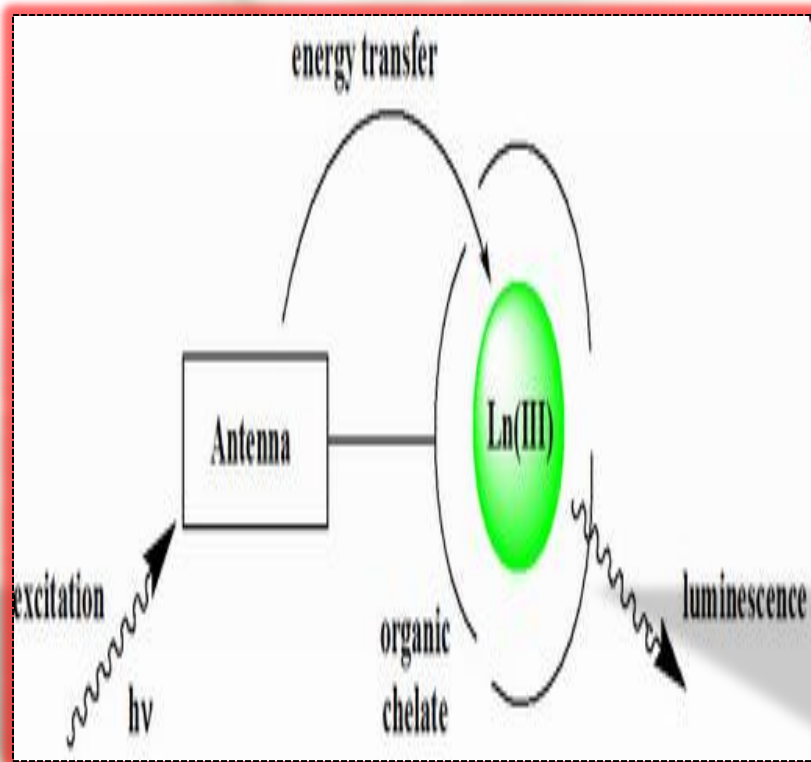 energy transfer
Ln(III)
Antenna
excitation
luminescence
organic
chelate
hν